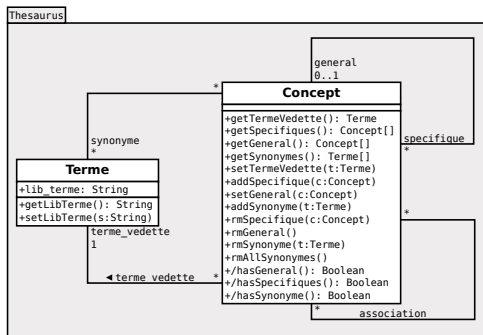 Thesaurus
general
0..1
Concept
+getTermeVedette(): Terme
+getSpecifiques(): Concept[]
+getGeneral(): Concept[]
+getSynonymes(): Terme[]
+setTermeVedette(t:Terme)
+addSpecifique(c:Concept)
+setGeneral(c:Concept)
+addSynonyme(t:Terme)
+rmSpecifique(c:Concept)
+rmGeneral()
+rmSynonyme(t:Terme)
+rmAllSynonymes()
+/hasGeneral(): Boolean
+/hasSpecifiques(): Boolean
+/hasSynonyme(): Boolean
*
specifique
*
synonyme
*
Terme
+lib_terme: String
+getLibTerme(): String
+setLibTerme(s:String)
terme_vedette
1
◄ terme_vedette
*
*
*
association